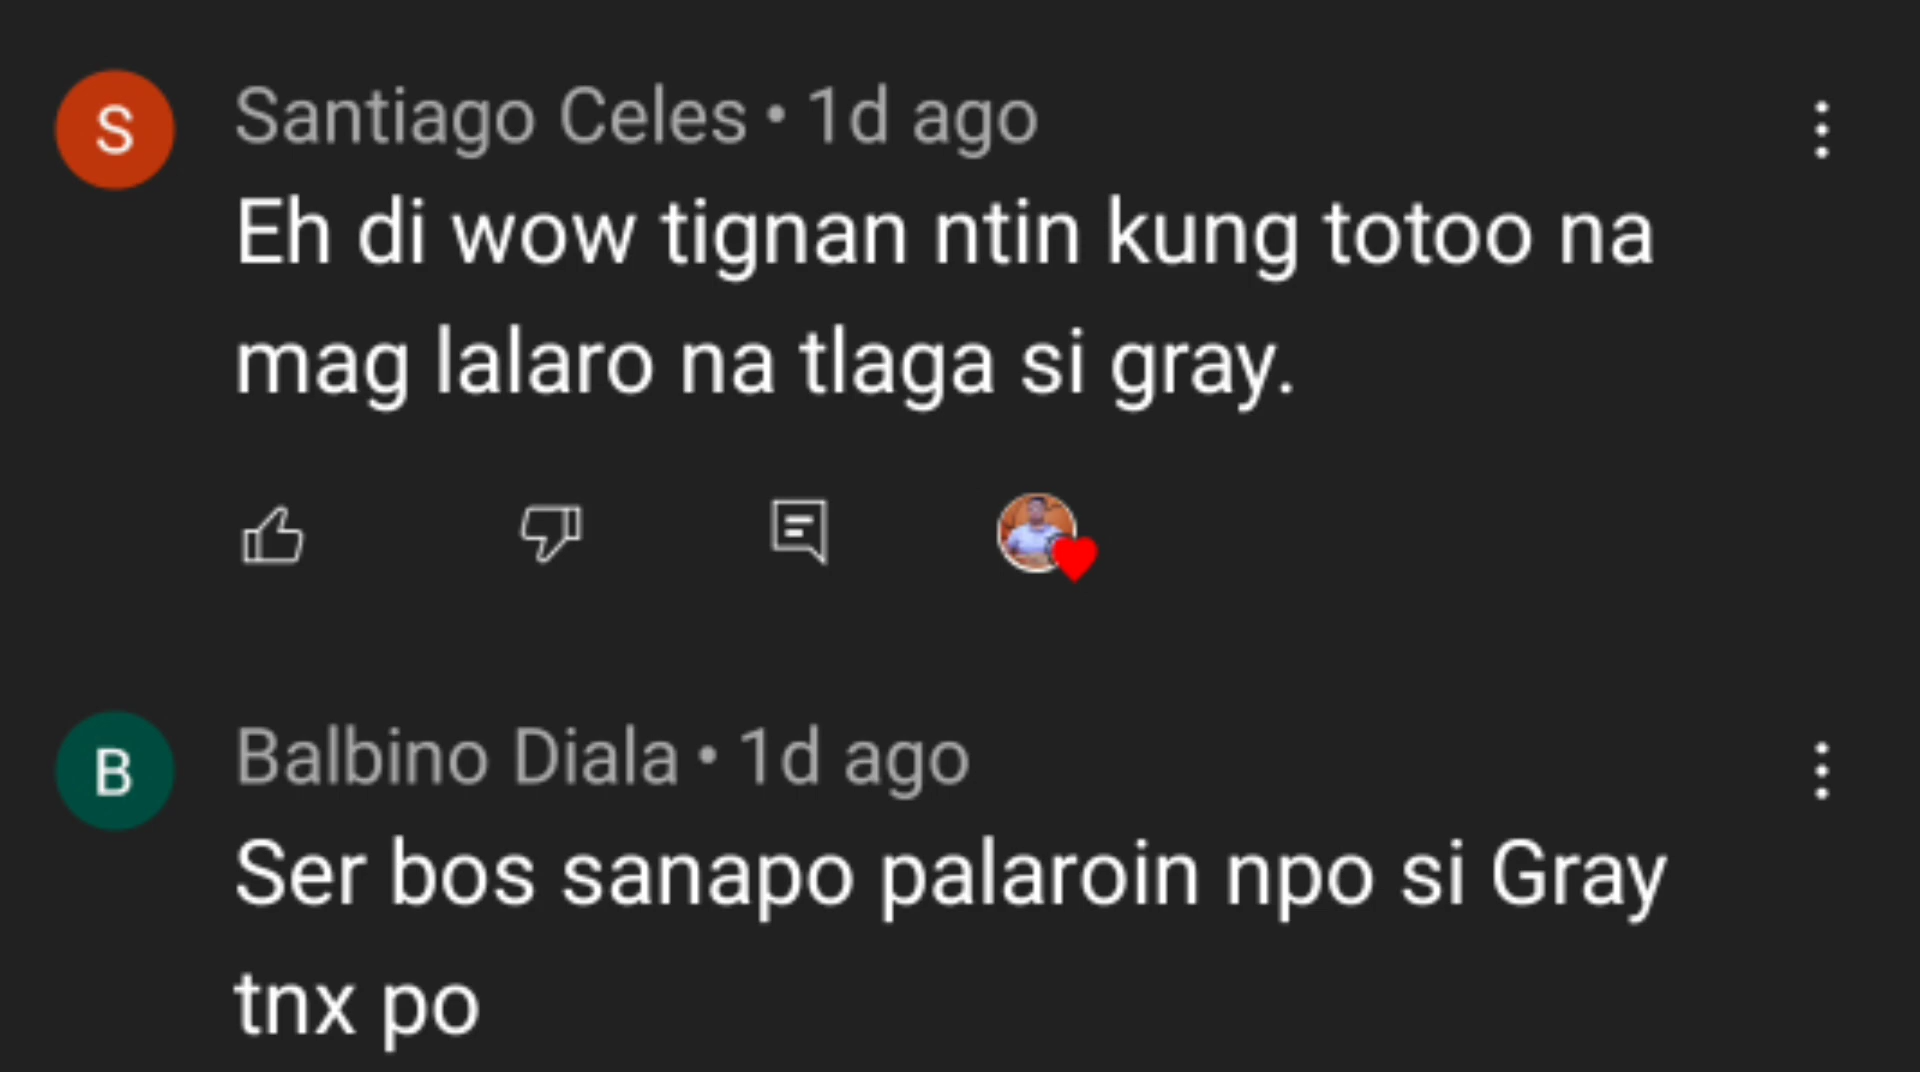 S
Santiago Celes • 1d ago
Eh di wow tignan ntin kung totoo na
mag lalaro na tlaga si gray.
B
Balbino Diala • 1d ago
Ser bos sanapo palaroin npo si Gray
tnx po